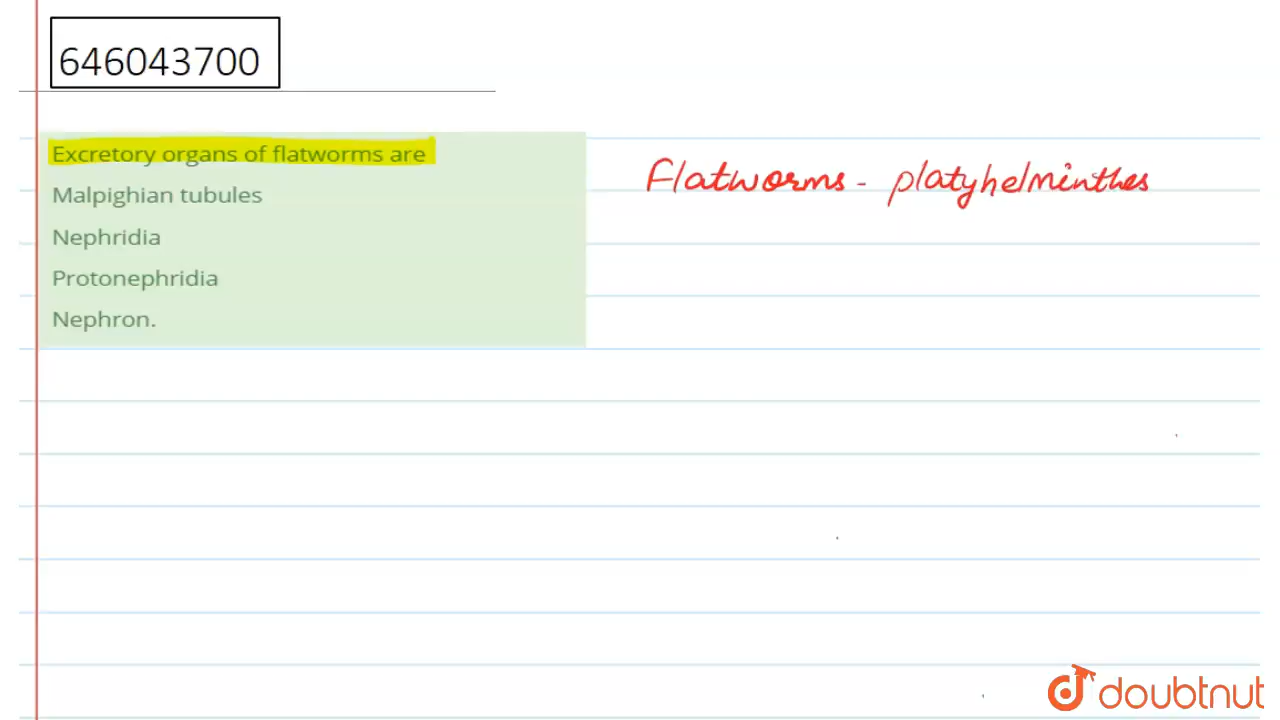 646043700
Excretory organs of flatworms are
Flatworms - platyhelminthes
Malpighian tubules
Nephridia
Protonephridia
Nephron.
doubtnut